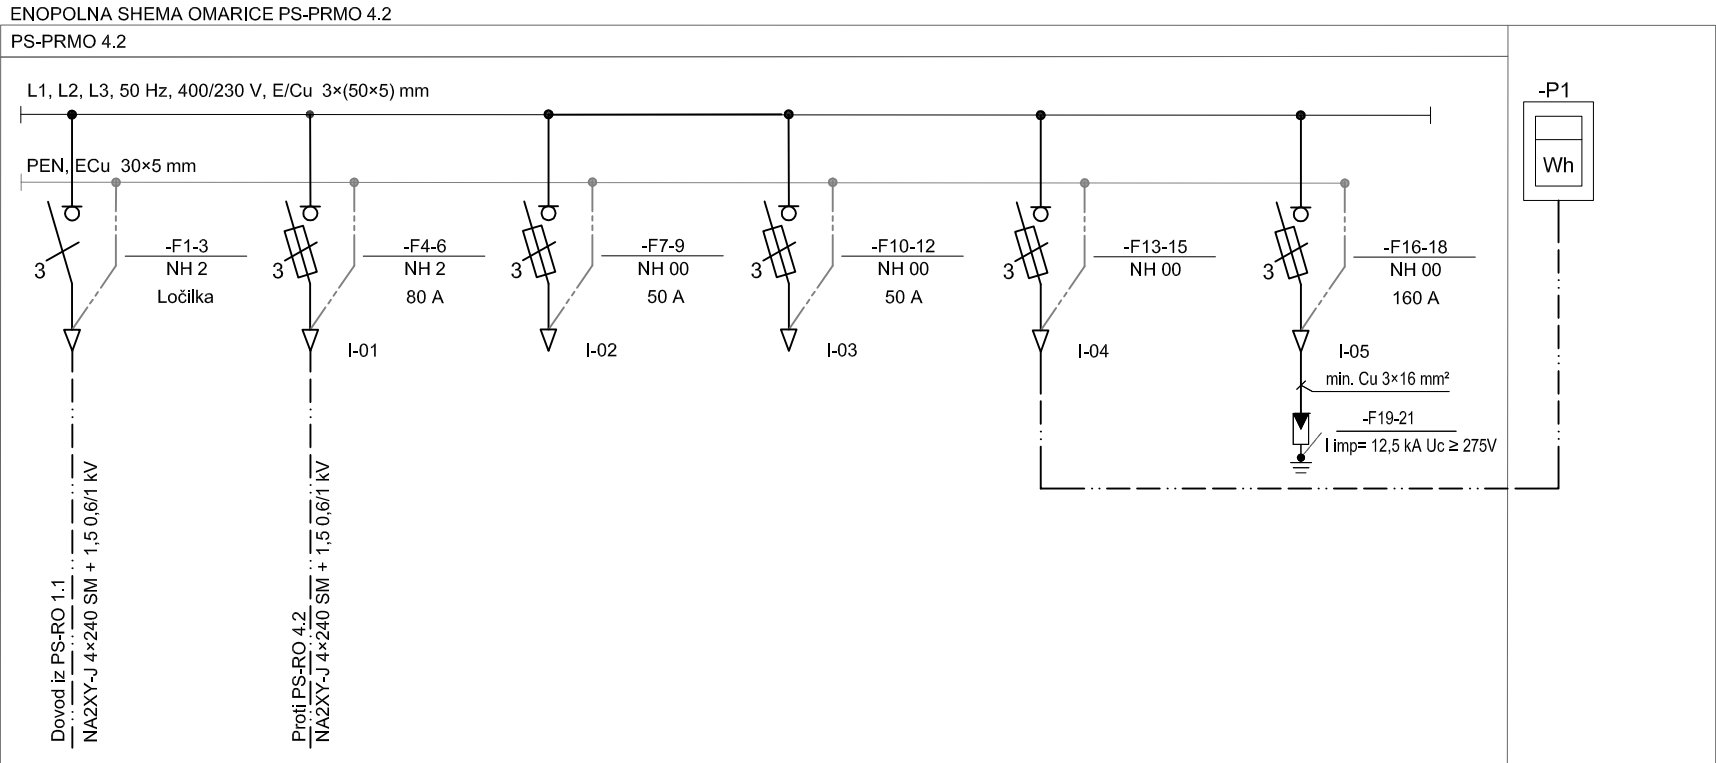 ENOPOLNA SHEMA OMARICE PS-PRMO 4.2
PS-PRMO 4.2
L1, L2, L3, 50 Hz, 400/230 V, E/Cu 3×(50×5) mm
PEN, ECu 30×5 mm
-P1
Wh
3
-F1-3
NH 2
Ločilka
3
-F4-6
NH 2
80 A
I-01
3
-F7-9
NH 00
50 A
I-02
3
-F10-12
NH 00
50 A
I-03
3
-F13-15
NH 00
I-04
3
-F16-18
NH 00
160 A
I-05
min. Cu 3×16 mm²
-F19-21
I imp= 12,5 kA Uc ≥ 275V
Dovod iz PS-RO 1.1
NA2XY-J 4×240 SM + 1,5 0,6/1 kV
Proti PS-RO 4.2
NA2XY-J 4×240 SM + 1,5 0,6/1 kV